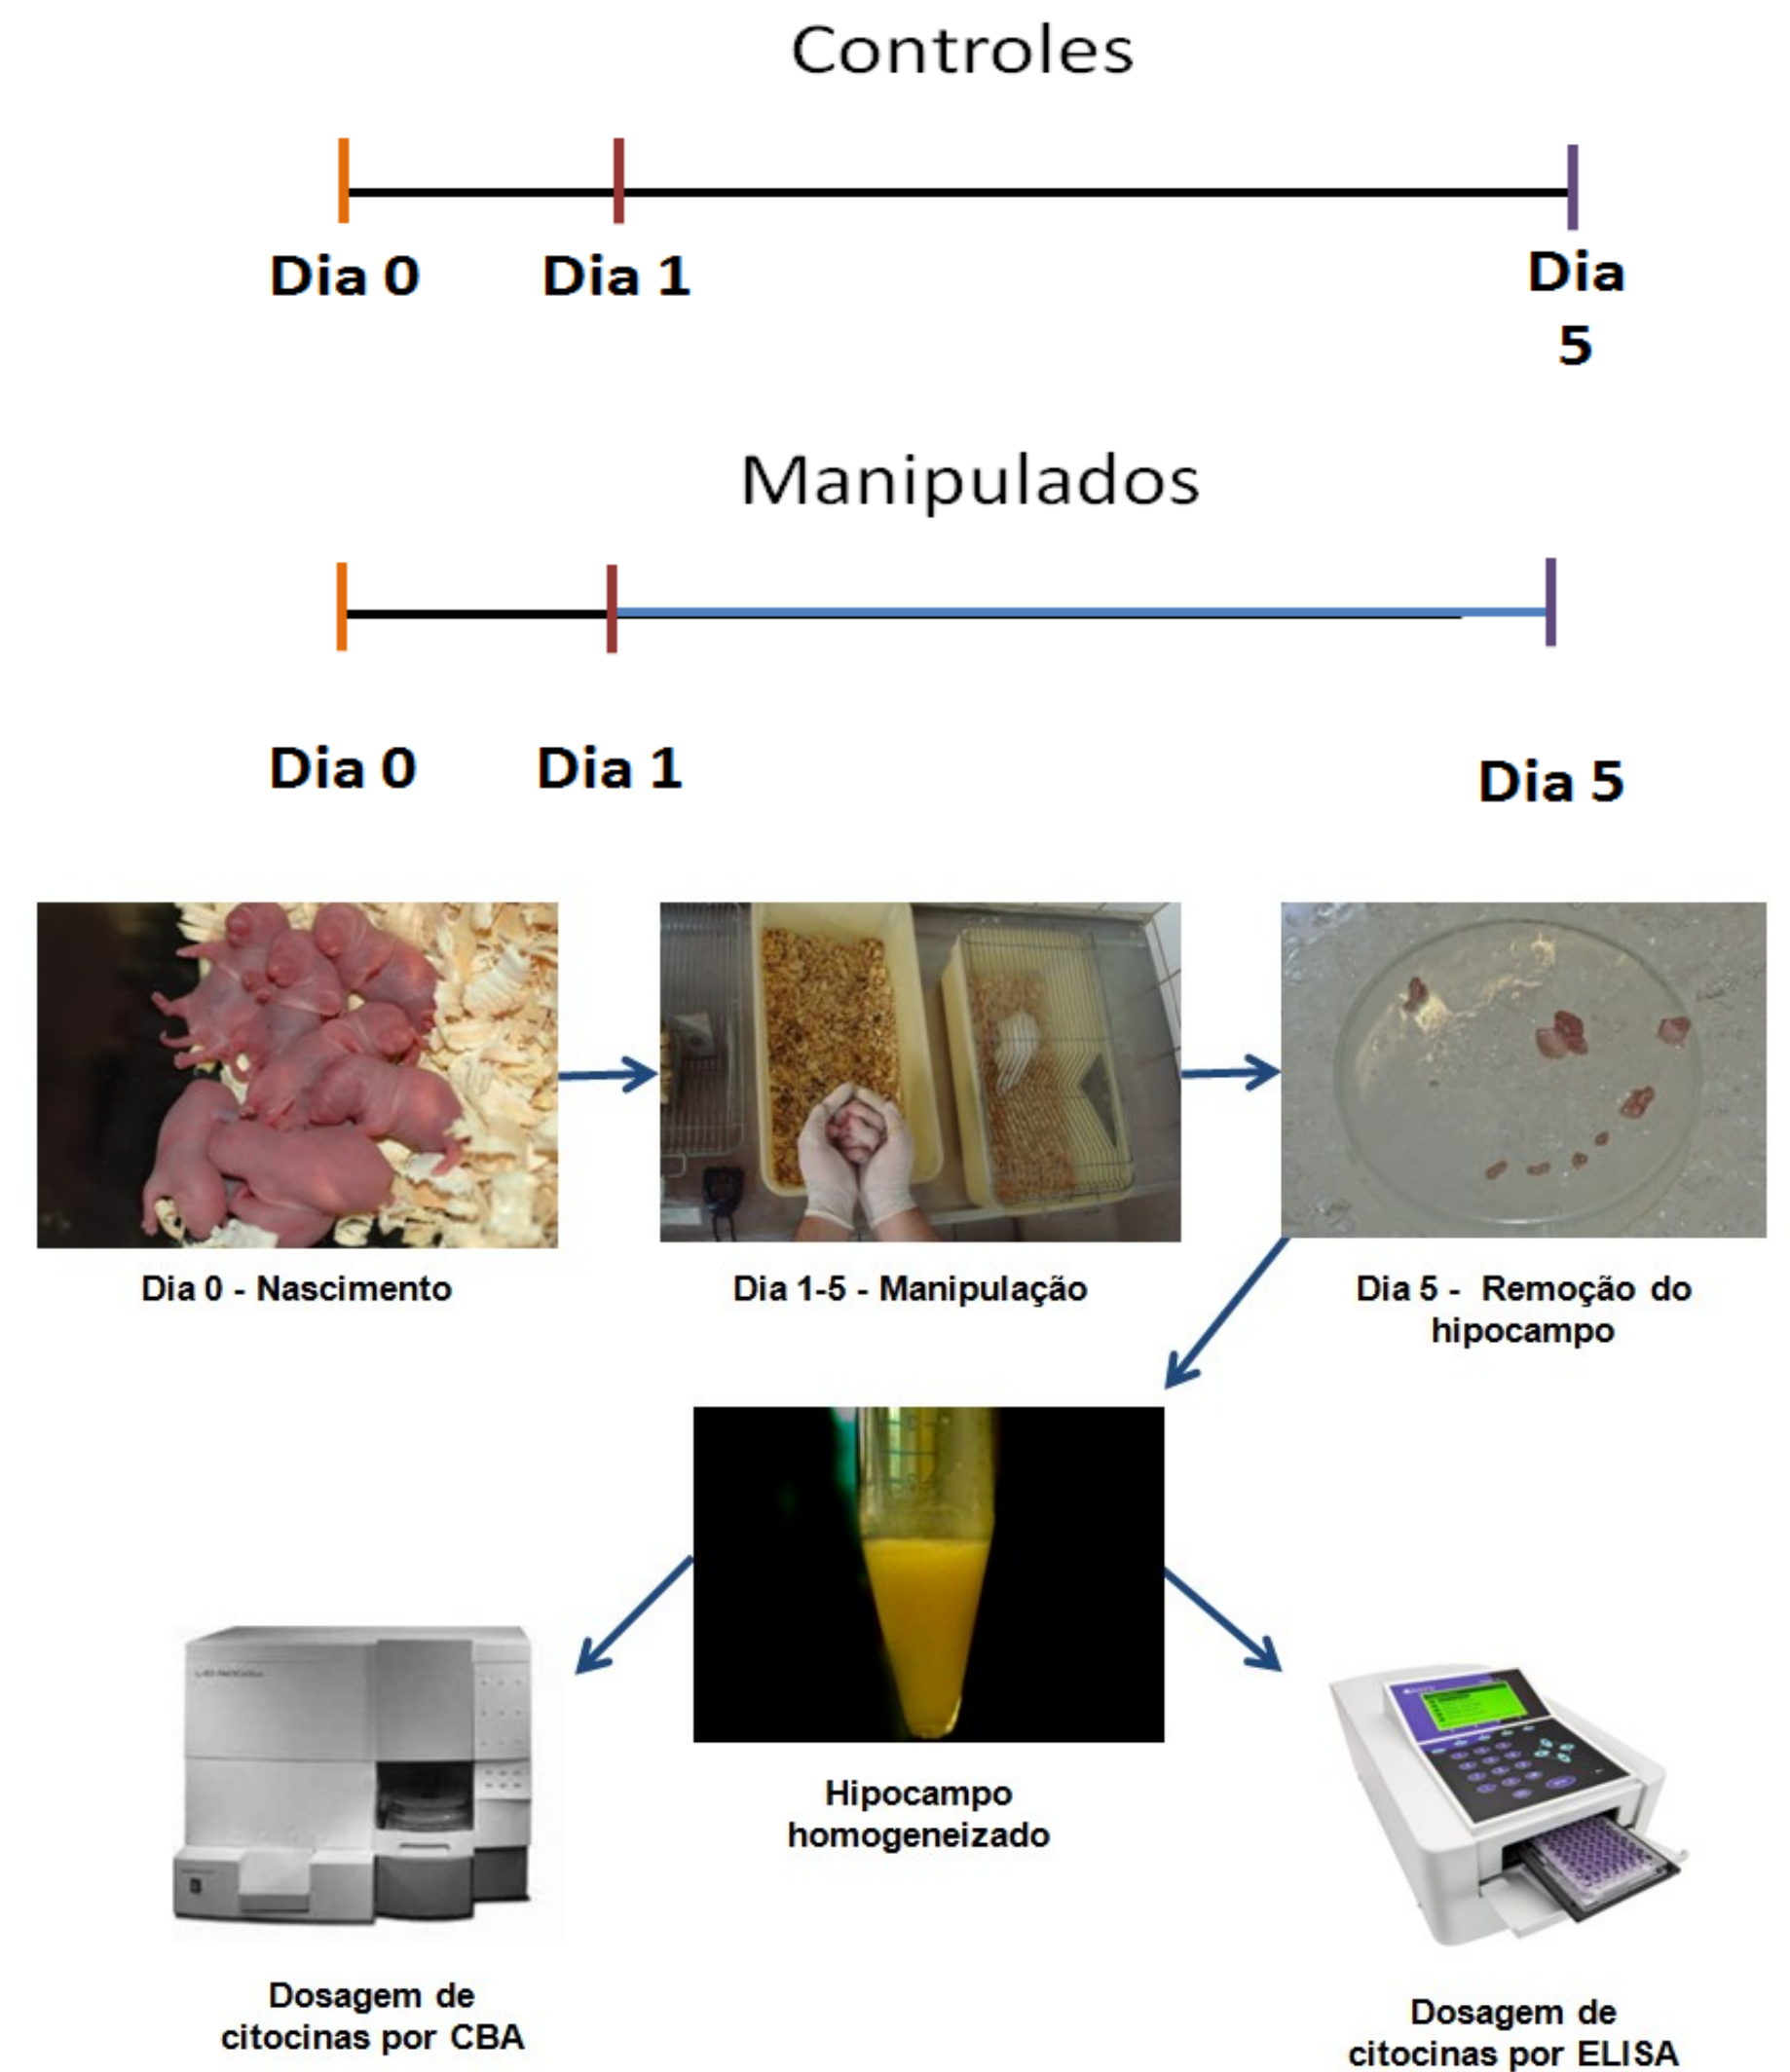 Controles
Dia 0
Dia 1
Dia
5
Manipulados
Dia 0
Dia 1
Dia 5
Dia 0 - Nascimento
Dia 1-5 - Manipulação
Dia 5 - Remoção do
hipocampo
Hipocampo
homogeneizado
Dosagem de
citocinas por CBA
Dosagem de
citocinas por ELISA